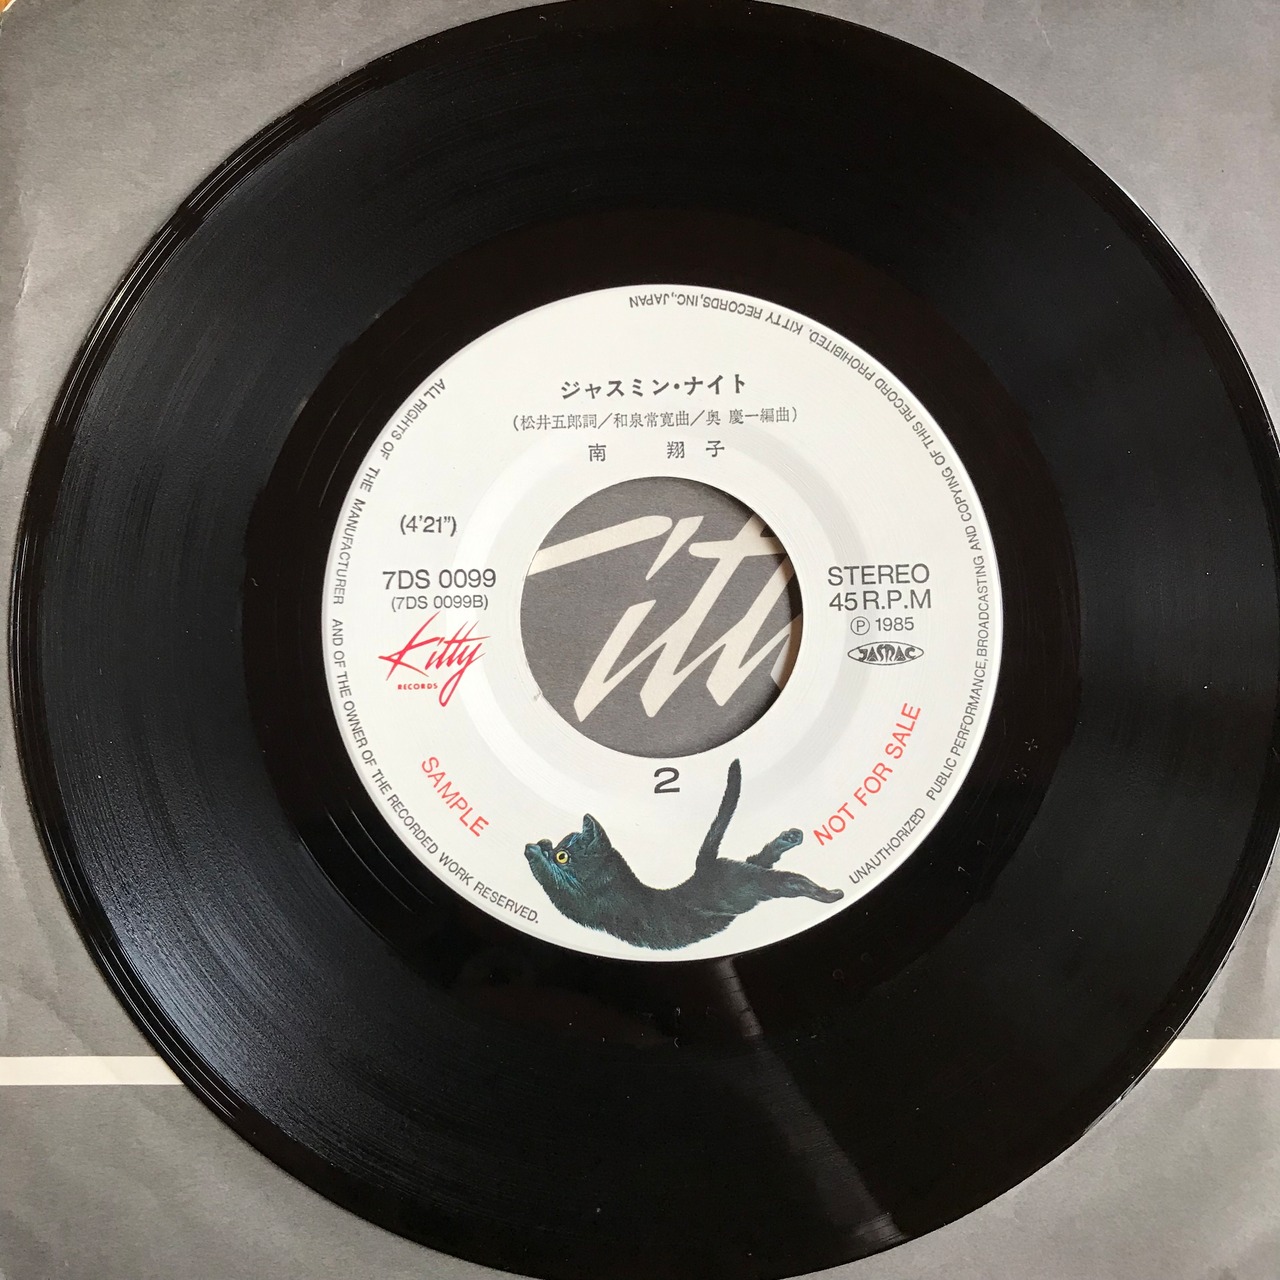 ジャスミン・ナイト
(松井五郎詞／和泉常寛曲／奥 慶一編曲)
南 翔子
(4'21")
7DS 0099
(7DS 0099B)
Kitty
RECORDS
STEREO
45 R.P.M
Ⓟ 1985
JASRAC
SAMPLE
2
NOT FOR SALE
ALL RIGHTS OF THE MANUFACTURER AND OF THE OWNER OF THE RECORDED WORK RESERVED.
UNAUTHORIZED PUBLIC PERFORMANCE, BROADCASTING AND COPYING OF THIS RECORD PROHIBITED. KITTY RECORDS, INC., JAPAN